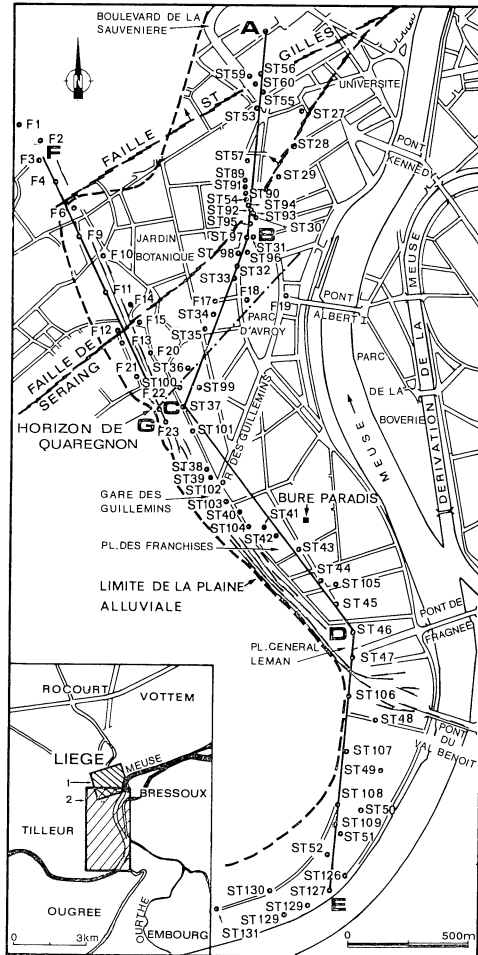 BOULEVARD DE LA
SAUVENIERE
A
FAILLE ST GILLES
ST59
ST56
ST60
ST55
ST53
UNIVERSITE
ST27
F1
F2
F
F3
F4
ST57
ST28
PONT
KENNEDY
ST89
ST91
ST29
ST90
ST54
ST94
ST92
ST93
ST95
ST30
F6
F9
JARDIN
BOTANIQUE
F10
ST97
B
ST31
ST98
ST96
ST32
ST33
F11
F14
F17
F18
F19
PONT
ALBERT I
ST34
PARC
D'AVROY
F15
F12
F13
ST35
F20
PARC
DE LA
BOVERIE
MEUSE
DERIVATION DE LA MEUSE
FAILLE DE
SERAING
F21
ST36
ST100
ST99
F22
C
ST37
G
F23
ST101
HORIZON DE
QUAREGNON
R. DES GUILLEMINS
ST38
ST39
ST102
GARE DES
GUILLEMINS
ST103
ST40
ST41
BURE PARADIS
ST104
ST42
PL. DES FRANCHISES
ST43
ST44
ST105
LIMITE DE LA PLAINE
ALLUVIALE
ST45
D
ST46
PONT DE
FRAGNEE
PL. GENERAL
LEMAN
ST47
ST106
ST48
PONT
DU
VAL BENOIT
ST107
ST49
ST108
ST50
ST109
ST51
ST52
ST126
ST130
ST127
ST129
E
ST129
ST131
ROCOURT
VOTTEM
LIEGE
MEUSE
1
2
BRESSOUX
TILLEUR
OUGREE
OURTHE
EMBOURG
0 3km
0 500m